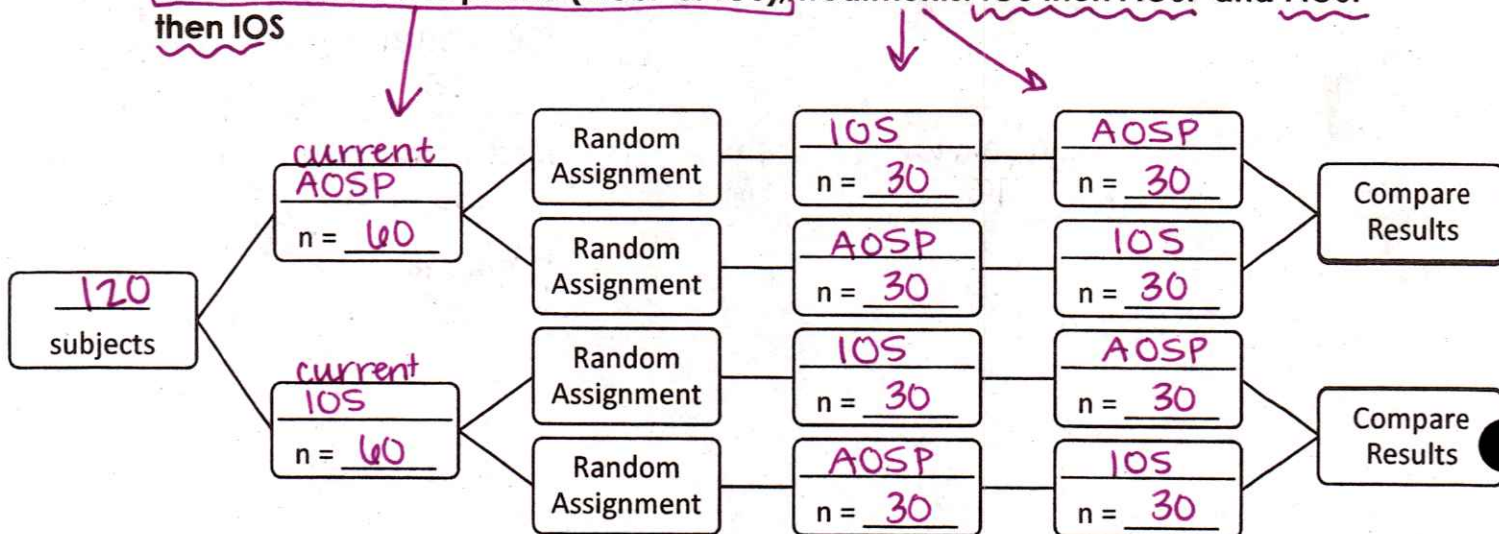 then IOS
current
AOSP
n = 60
Random
Assignment
IOS
n = 30
AOSP
n = 30
Compare
Results
Random
Assignment
AOSP
n = 30
IOS
n = 30
120
subjects
current
IOS
n = 60
Random
Assignment
IOS
n = 30
AOSP
n = 30
Compare
Results
Random
Assignment
AOSP
n = 30
IOS
n = 30